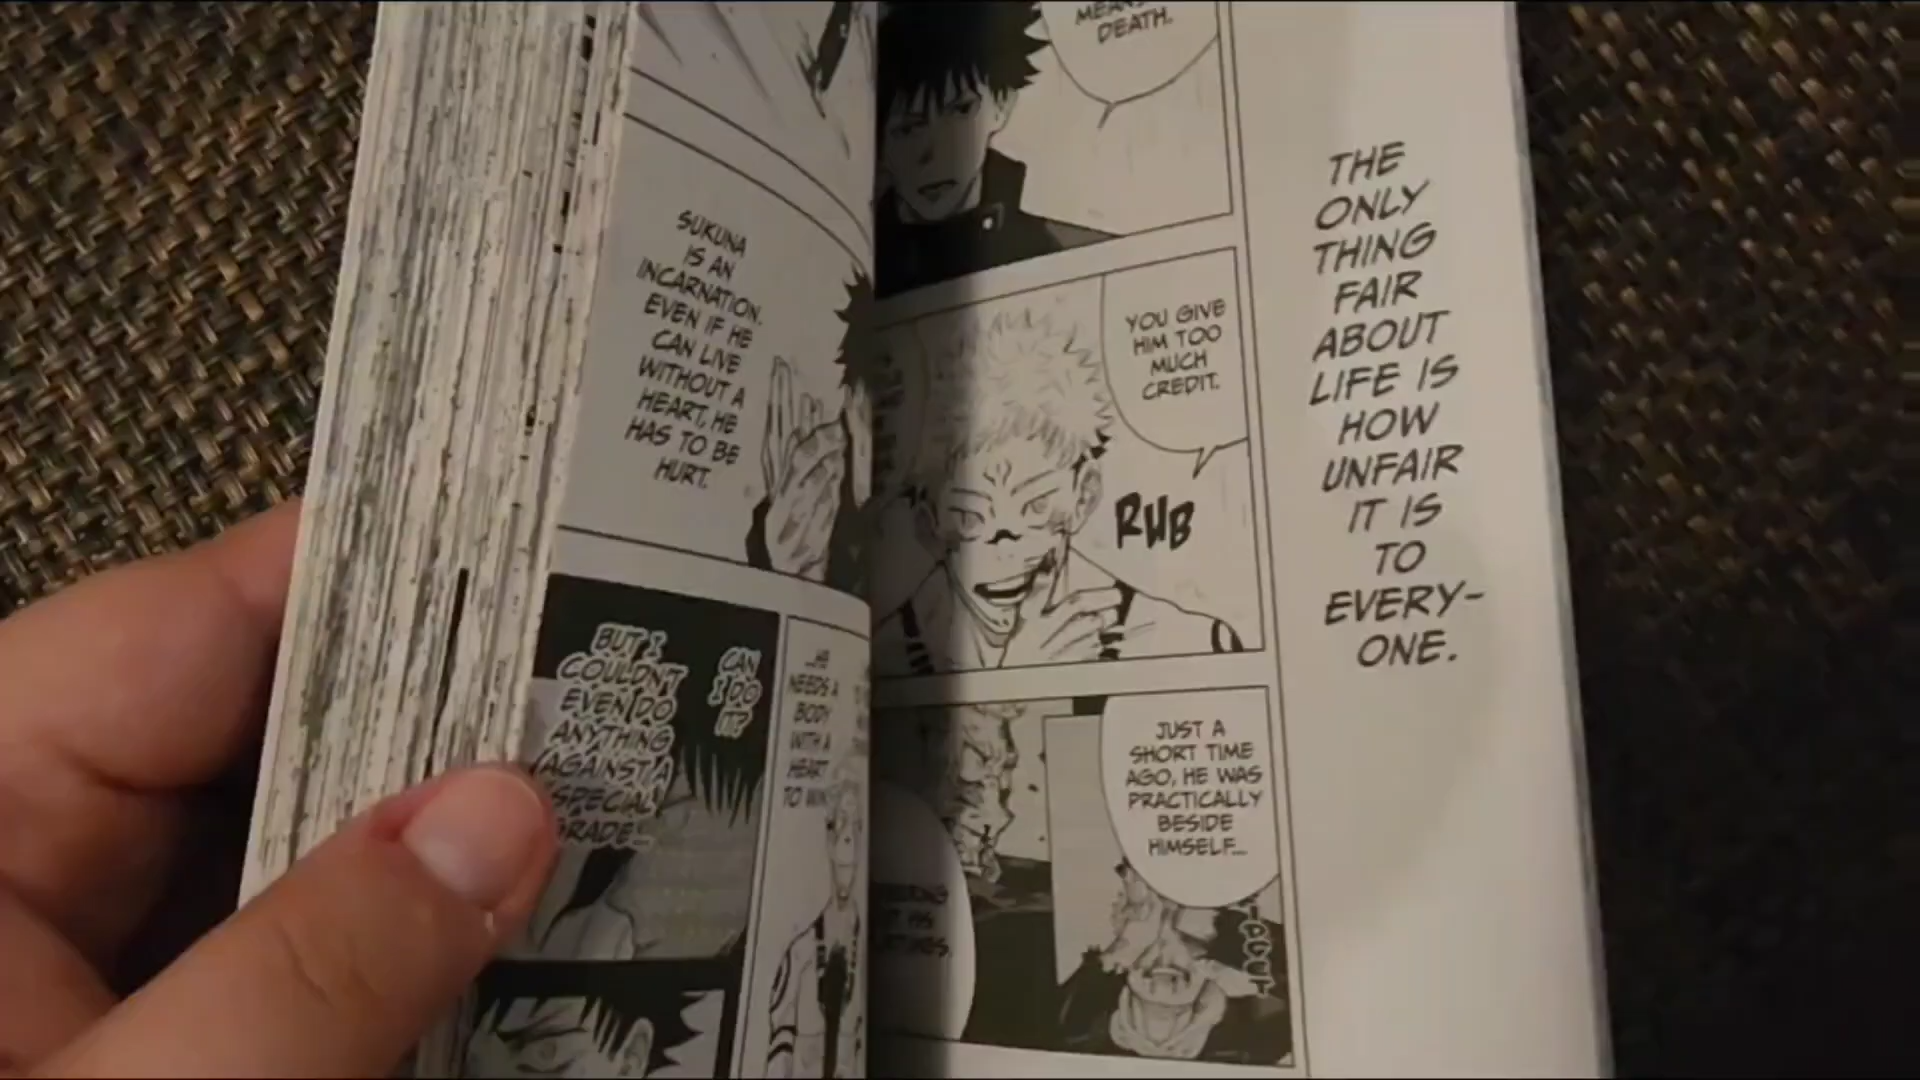 SUKUNA
IS AN
INCARNATION.
EVEN IF HE
CAN LIVE
WITHOUT A
HEART, HE
HAS TO BE
HURT.
CAN
I DO
IT?
BUT I
COULDN'T
EVEN DO
ANYTHING
AGAINST A
SPECIAL
GRADE...
NEEDS A
BODY
WITH A
HEART
TO WIN
DEATH.
YOU GIVE
HIM TOO
MUCH
CREDIT.
RUB
JUST A
SHORT TIME
AGO, HE WAS
PRACTICALLY
BESIDE
HIMSELF...
THE
ONLY
THING
FAIR
ABOUT
LIFE IS
HOW
UNFAIR
IT IS
TO
EVERY-
ONE.